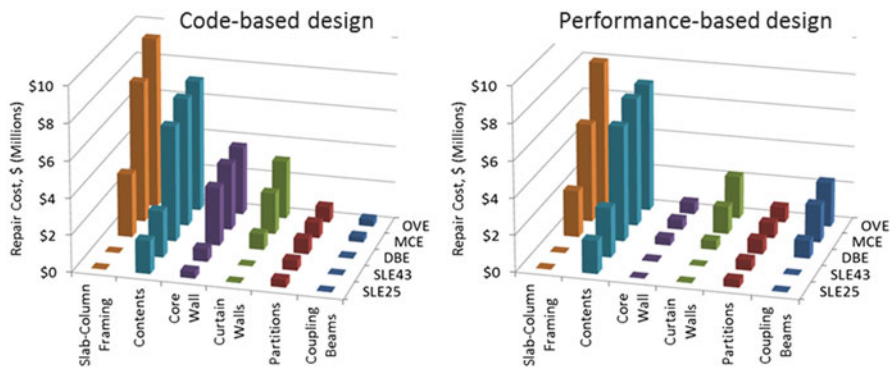 Code-based design
Repair Cost, $ (Millions)
$10
$8
$6
$4
$2
$0
OVE
MCE
DBE
SLE43
SLE25
Slab-Column
Framing
Contents
Core
Wall
Curtain
Walls
Partitions
Coupling
Beams
Performance-based design
Repair Cost, $ (Millions)
$10
$8
$6
$4
$2
$0
OVE
MCE
DBE
SLE43
SLE25
Slab-Column
Framing
Contents
Core
Wall
Curtain
Walls
Partitions
Coupling
Beams